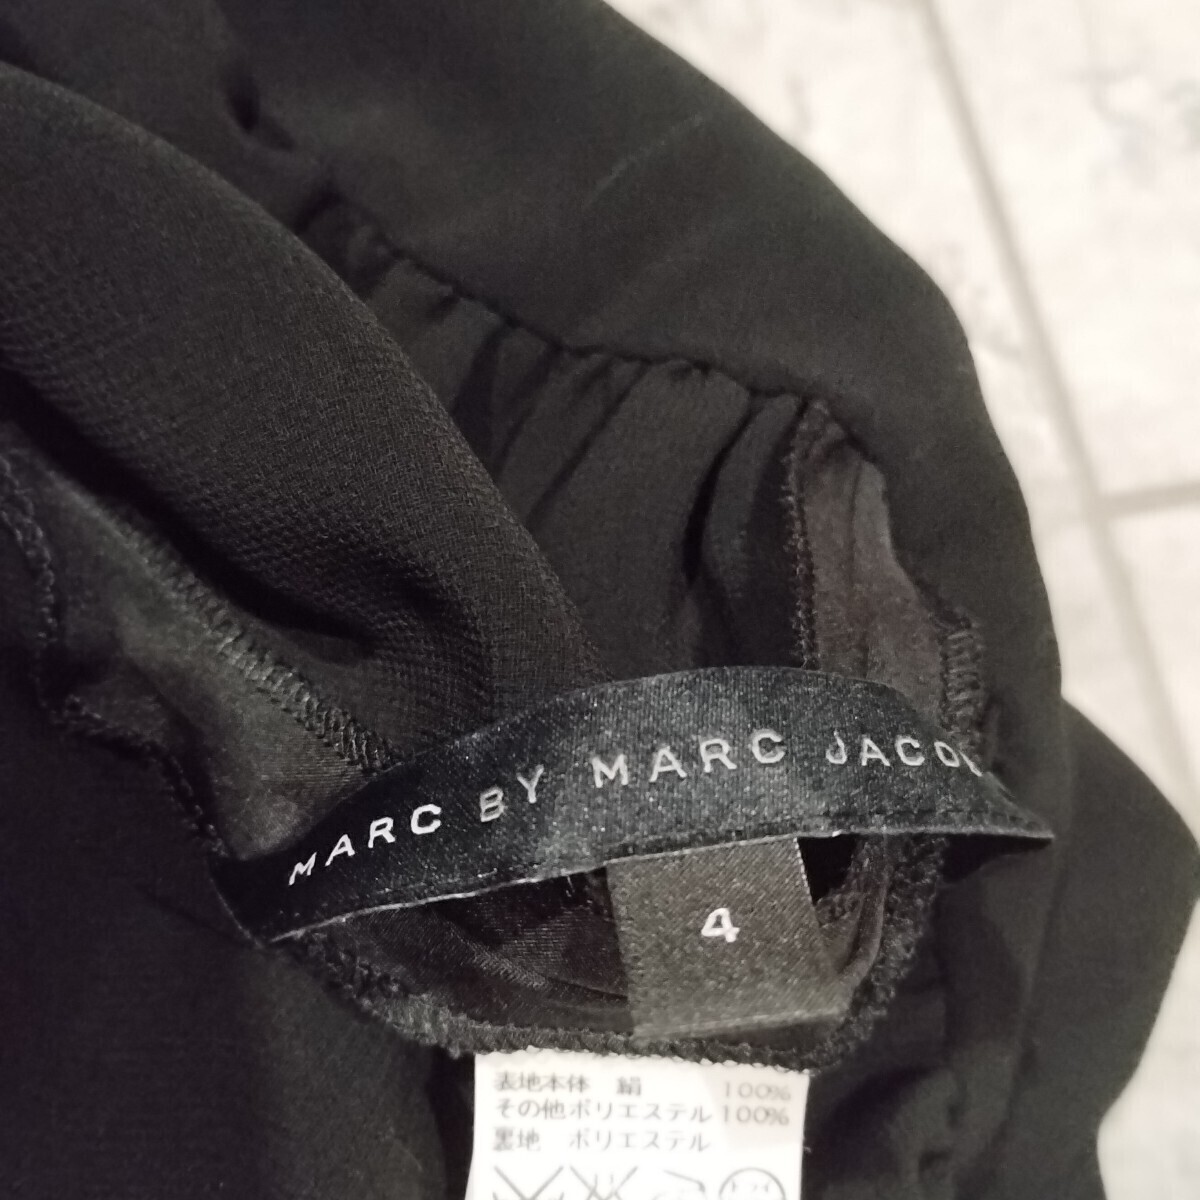 MARC BY MARC JACOB
4
表地本体 絹 100%
その他ポリエステル 100%
裏地 ポリエステル